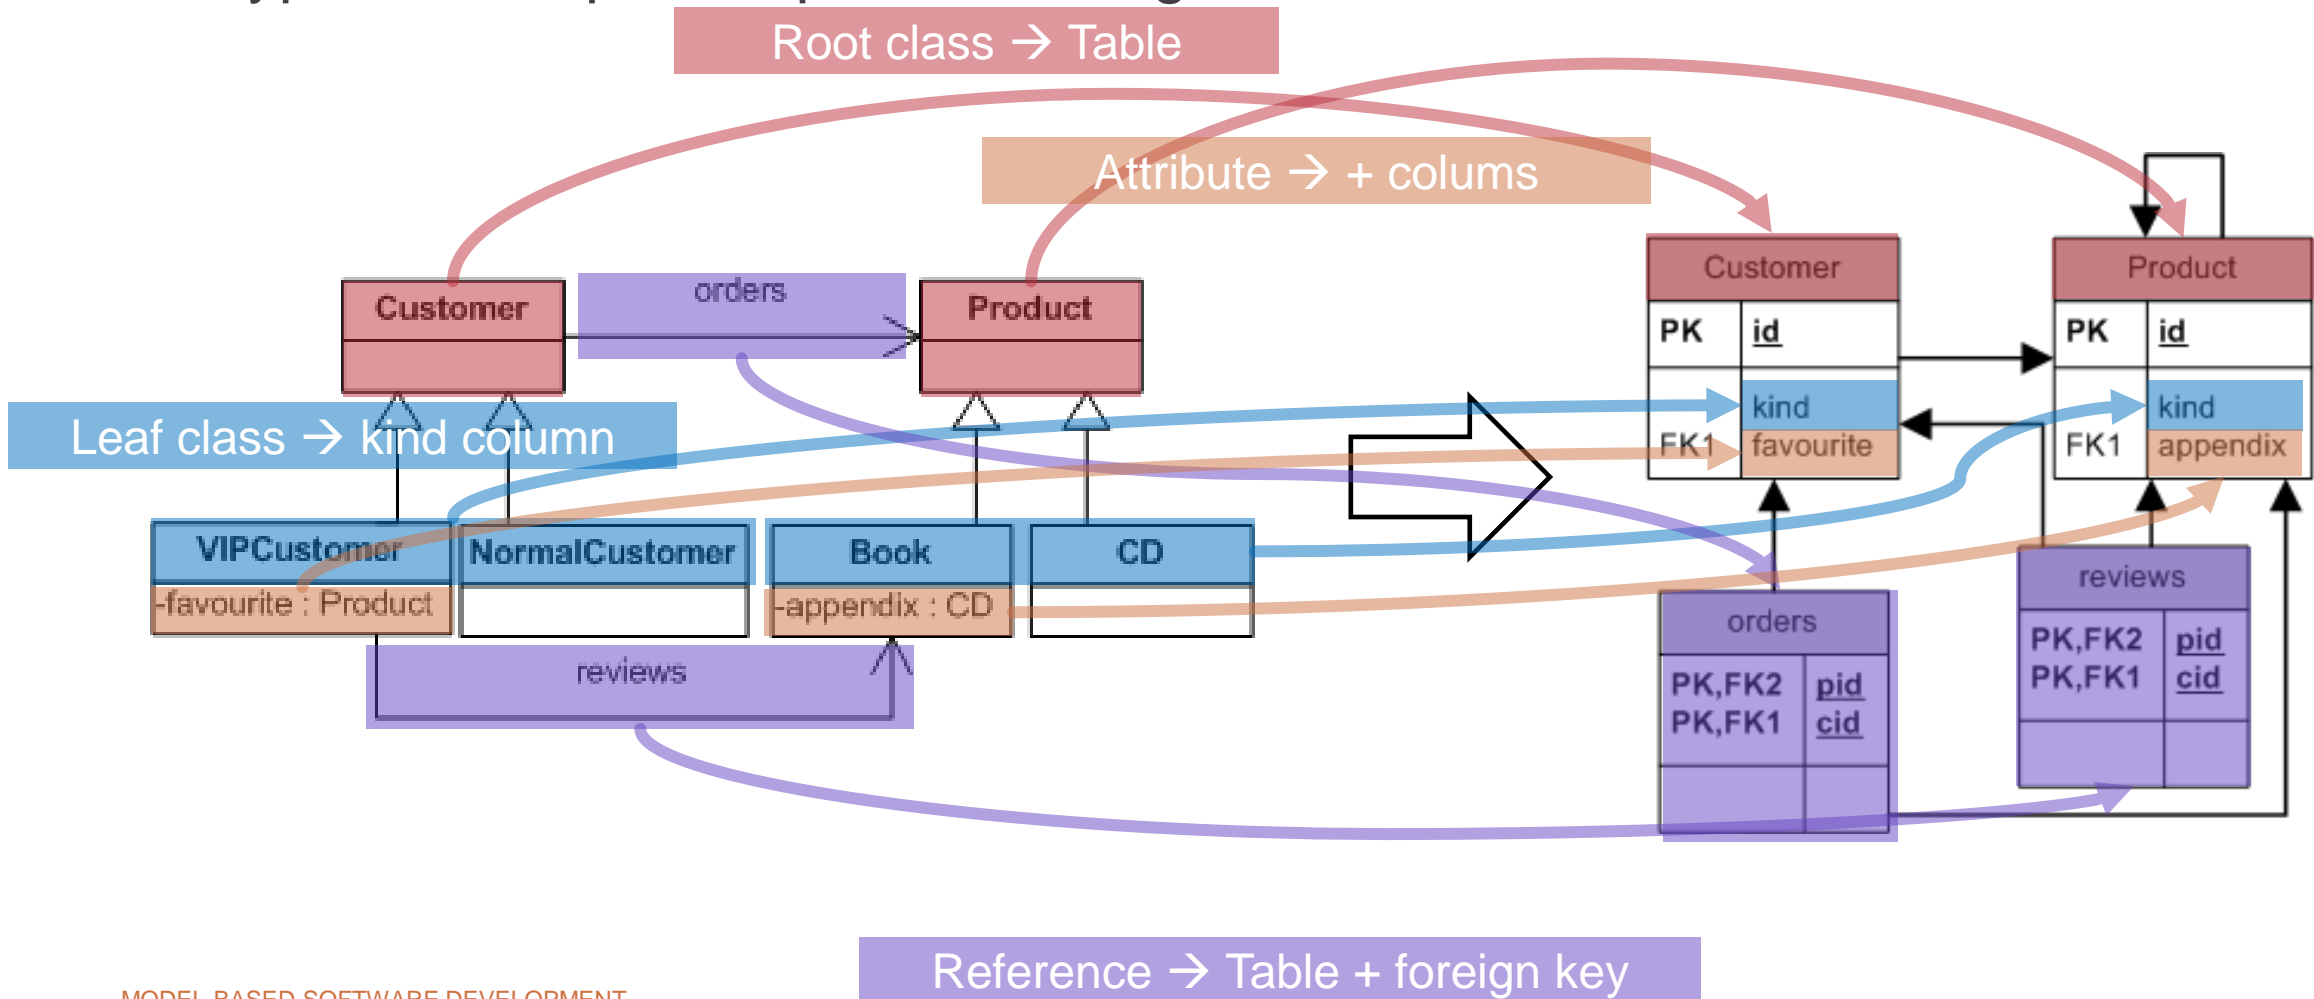 Root class → Table
Attribute → + colums
Customer
orders
Product
Leaf class → kind column
VIPCustomer
-favourite : Product
NormalCustomer
Book
-appendix : CD
CD
reviews
Customer
PK id
kind
FK1 favourite
Product
PK id
kind
FK1 appendix
orders
PK,FK2 pid
PK,FK1 cid
reviews
PK,FK2 pid
PK,FK1 cid
Reference → Table + foreign key
MODEL BASED SOFTWARE DEVELOPMENT